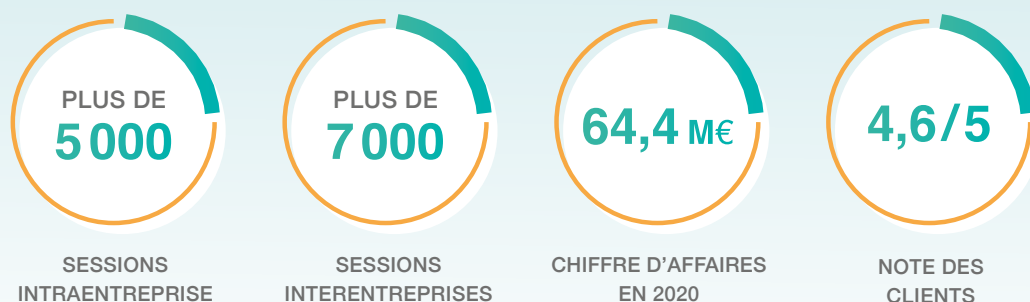 PLUS DE
5 000
SESSIONS
INTRAENTREPRISE
PLUS DE
7 000
SESSIONS
INTERENTREPRISES
64,4 M€
CHIFFRE D’AFFAIRES
EN 2020
4,6/5
NOTE DES
CLIENTS